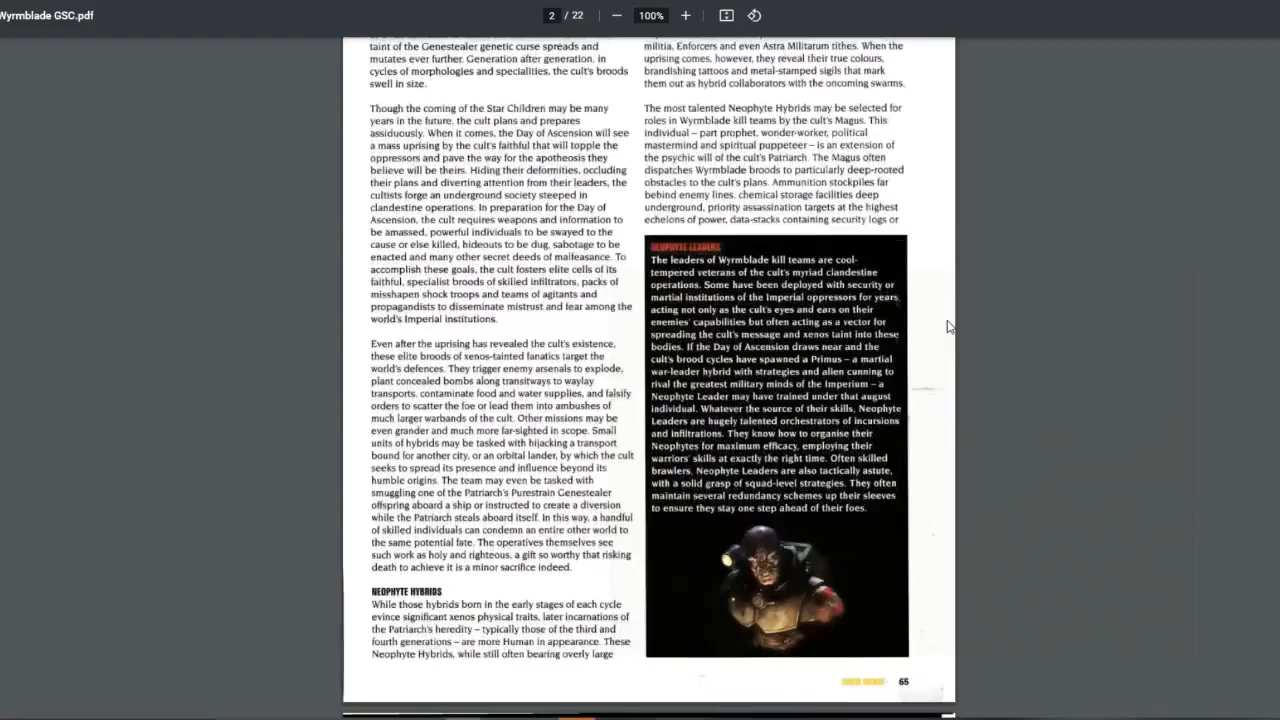 Wyrmblade GSC.pdf
2 / 22
100%
taint of the Genestealer genetic curse spreads and
mutates ever further. Generation after generation, in
cycles of morphologies and specialities, the cult's broods
swell in size.
Though the coming of the Star Children may be many
years in the future, the cult plans and prepares
assiduously. When it comes, the Day of Ascension will see
a mass uprising by the cult's faithful that will topple the
oppressors and pave the way for the apotheosis they
believe will be theirs. Hiding their deformities, occluding
their plans and diverting attention from their leaders, the
cultists forge an underground society steeped in
clandestine operations. In preparation for the Day of
Ascension, the cult requires weapons and information to
be amassed, powerful individuals to be swayed to the
cause or else killed, hideouts to be dug, sabotage to be
enacted and many other secret deeds of malfeasance. To
accomplish these goals, the cult fosters elite cells of its
faithful, specialist broods of skilled infiltrators, packs of
misshapen shock troops and teams of agitants and
propagandists to disseminate mistrust and fear among the
world's Imperial institutions.
Even after the uprising has revealed the cult's existence,
these elite broods of xenos-tainted fanatics target the
world's defences. They trigger enemy arsenals to explode,
plant concealed bombs along transitways to waylay
transports, contaminate food and water supplies, and falsify
orders to scatter the foe or lead them into ambushes of
much larger warbands of the cult. Other missions may be
even grander and much more far-sighted in scope. Small
units of hybrids may be tasked with hijacking a transport
bound for another city, or an orbital lander, by which the cult
seeks to spread its presence and influence beyond its
humble origins. The team may even be tasked with
smuggling one of the Patriarch's Purestrain Genestealer
offspring aboard a ship or instructed to create a diversion
while the Patriarch steals aboard itself. In this way, a handful
of skilled individuals can condemn an entire other world to
the same potential fate. The operatives themselves see
such work as holy and righteous, a gift so worthy that risking
death to achieve it is a minor sacrifice indeed.
NEOPHYTE HYBRIDS
While those hybrids born in the early stages of each cycle
evince significant xenos physical traits, later incarnations of
the Patriarch's heredity – typically those of the third and
fourth generations – are more Human in appearance. These
Neophyte Hybrids, while still often bearing overly large
militia, Enforcers and even Astra Militarum tithes. When the
uprising comes, however, they reveal their true colours,
brandishing tattoos and metal-stamped sigils that mark
them out as hybrid collaborators with the oncoming swarms.
The most talented Neophyte Hybrids may be selected for
roles in Wyrmblade kill teams by the cult's Magus. This
individual – part prophet, wonder-worker, political
mastermind and spiritual puppeteer – is an extension of
the psychic will of the cult's Patriarch. The Magus often
dispatches Wyrmblade broods to particularly deep-rooted
obstacles to the cult's plans. Ammunition stockpiles far
behind enemy lines, chemical storage facilities deep
underground, priority assassination targets at the highest
echelons of power, data-stacks containing security logs or
NEOPHYTE LEADERS
The leaders of Wyrmblade kill teams are cool-
tempered veterans of the cult's myriad clandestine
operations. Some have been deployed with security or
martial institutions of the Imperial oppressors for years,
acting not only as the cult's eyes and ears on their
enemies' capabilities but often acting as a vector for
spreading the cult's message and xenos taint into these
bodies. If the Day of Ascension draws near and the
cult's brood cycles have spawned a Primus – a martial
war-leader hybrid with strategies and alien cunning to
rival the greatest military minds of the Imperium – a
Neophyte Leader may have trained under that august
individual. Whatever the source of their skills, Neophyte
Leaders are hugely talented orchestrators of incursions
and infiltrations. They know how to organise their
Neophytes for maximum efficacy, employing their
warriors' skills at exactly the right time. Often skilled
brawlers, Neophyte Leaders are also tactically astute,
with a solid grasp of squad-level strategies. They often
maintain several redundancy schemes up their sleeves
to ensure they stay one step ahead of their foes.
65